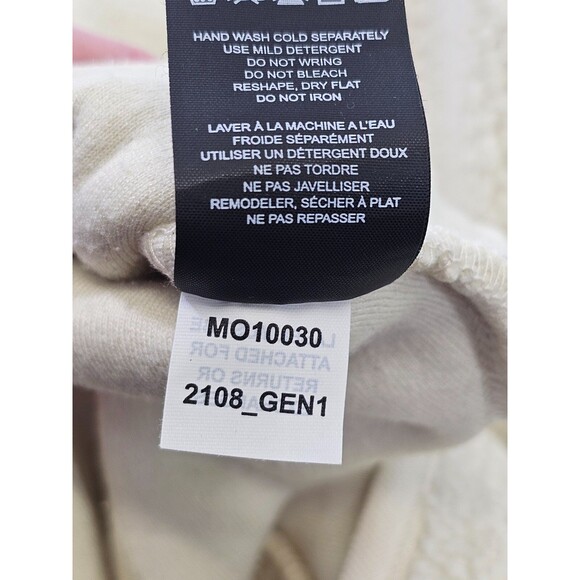 HAND WASH COLD SEPARATELY
USE MILD DETERGENT
DO NOT WRING
DO NOT BLEACH
RESHAPE, DRY FLAT
DO NOT IRON
LAVER À LA MACHINE A L'EAU
FROIDE SÉPARÉMENT
UTILISER UN DÉTERGENT DOUX
NE PAS TORDRE
NE PAS JAVELLISER
REMODELER, SÉCHER À PLAT
NE PAS REPASSER
MO10030
ATTACHED FOR
RETURNS OR
2108_GEN1